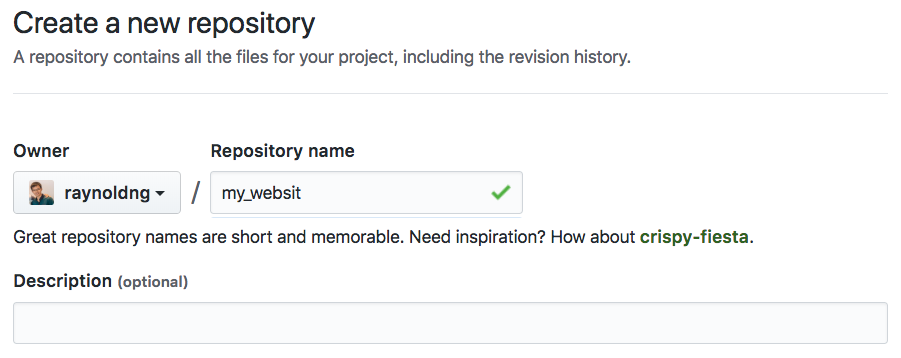 Create a new repository
A repository contains all the files for your project, including the revision history.
Owner Repository name
raynoldng / my_websit
Great repository names are short and memorable. Need inspiration? How about crispy-fiesta.
Description (optional)